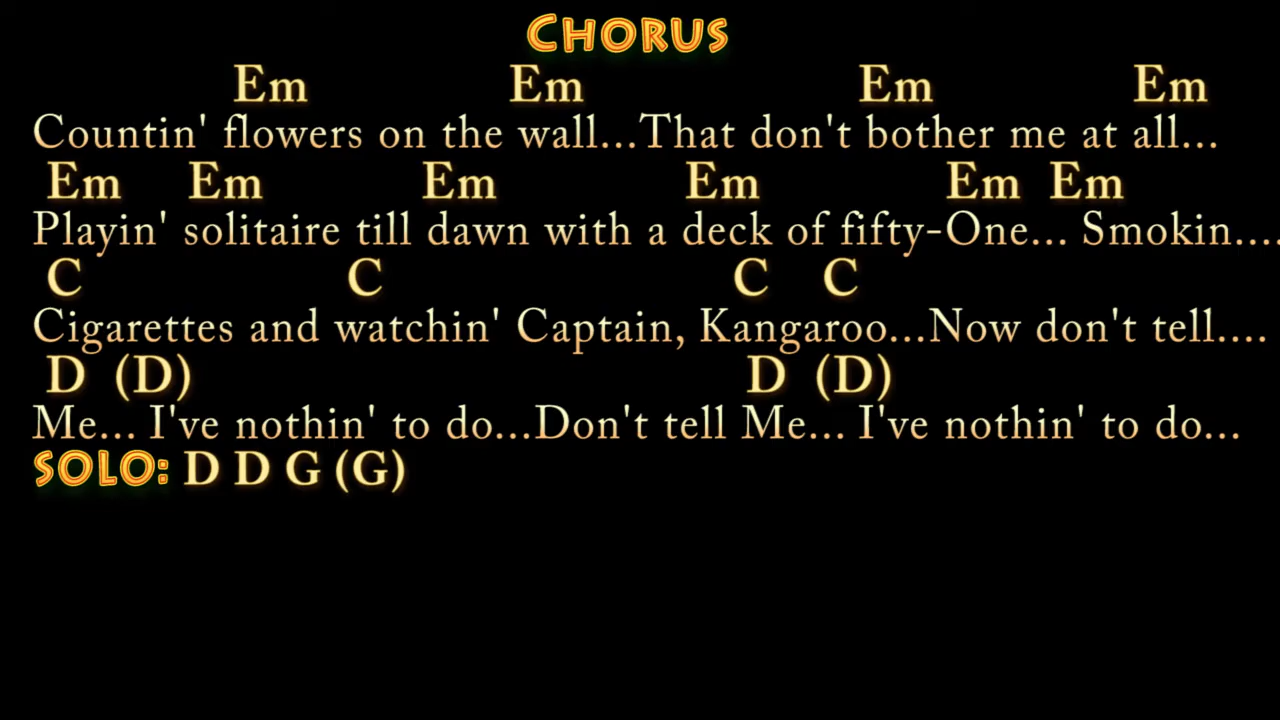 CHORUS
Em Em Em Em
Countin' flowers on the wall...That don't bother me at all...
Em Em Em Em Em Em
Playin' solitaire till dawn with a deck of fifty-One... Smokin....
C C C C
Cigarettes and watchin' Captain, Kangaroo...Now don't tell....
D (D) D (D)
Me... I've nothin' to do...Don't tell Me... I've nothin' to do...
SOLO: D D G (G)